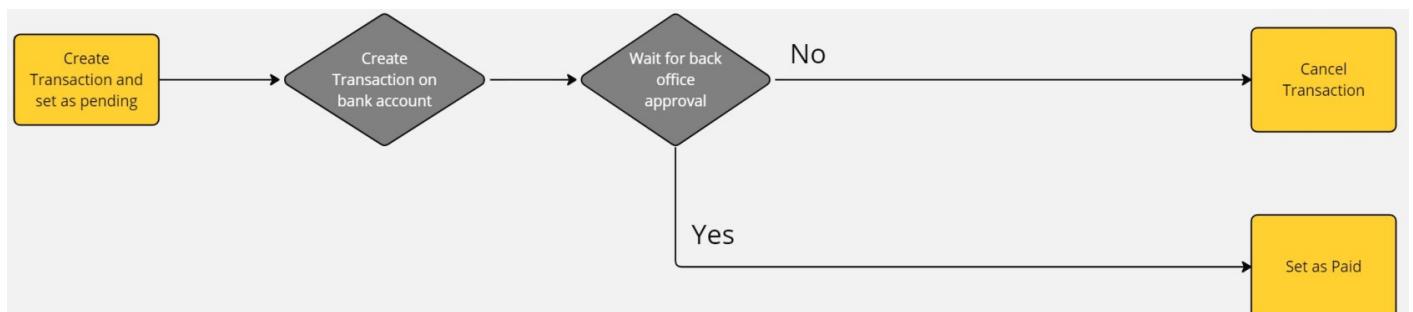 Create
Transaction and
set as pending
Create
Transaction on
bank account
Wait for back
office
approval
No
Cancel
Transaction
Yes
Set as Paid